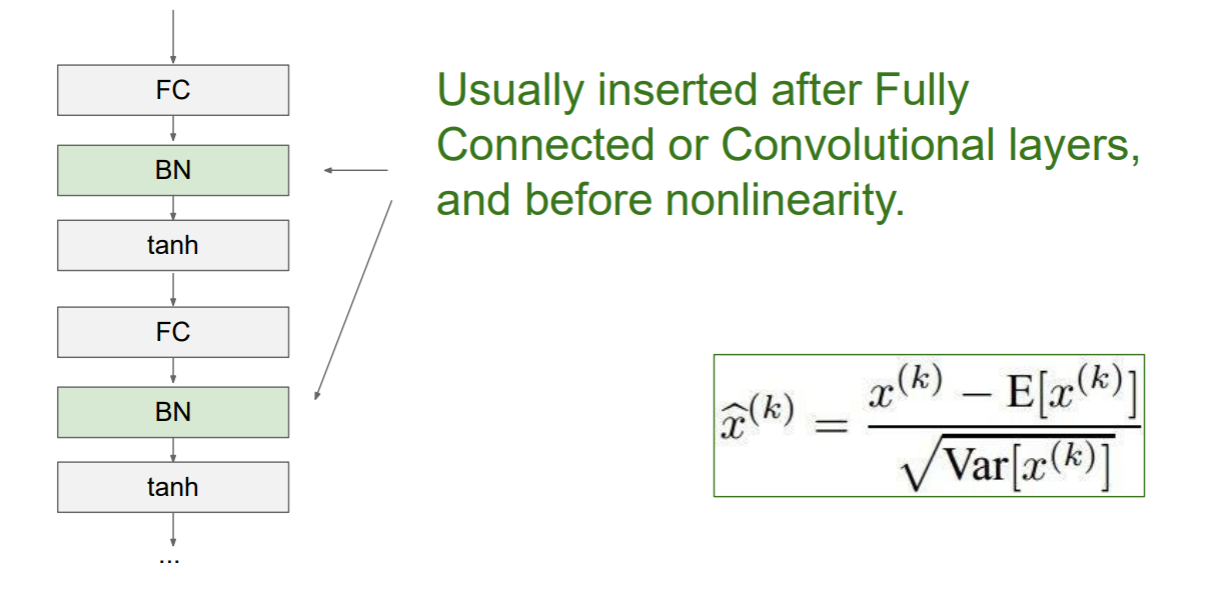 FC
BN
tanh
FC
BN
tanh
...
Usually inserted after Fully
Connected or Convolutional layers,
and before nonlinearity.
x̂^(k) = (x^(k) − E[x^(k)]) / √Var[x^(k)]